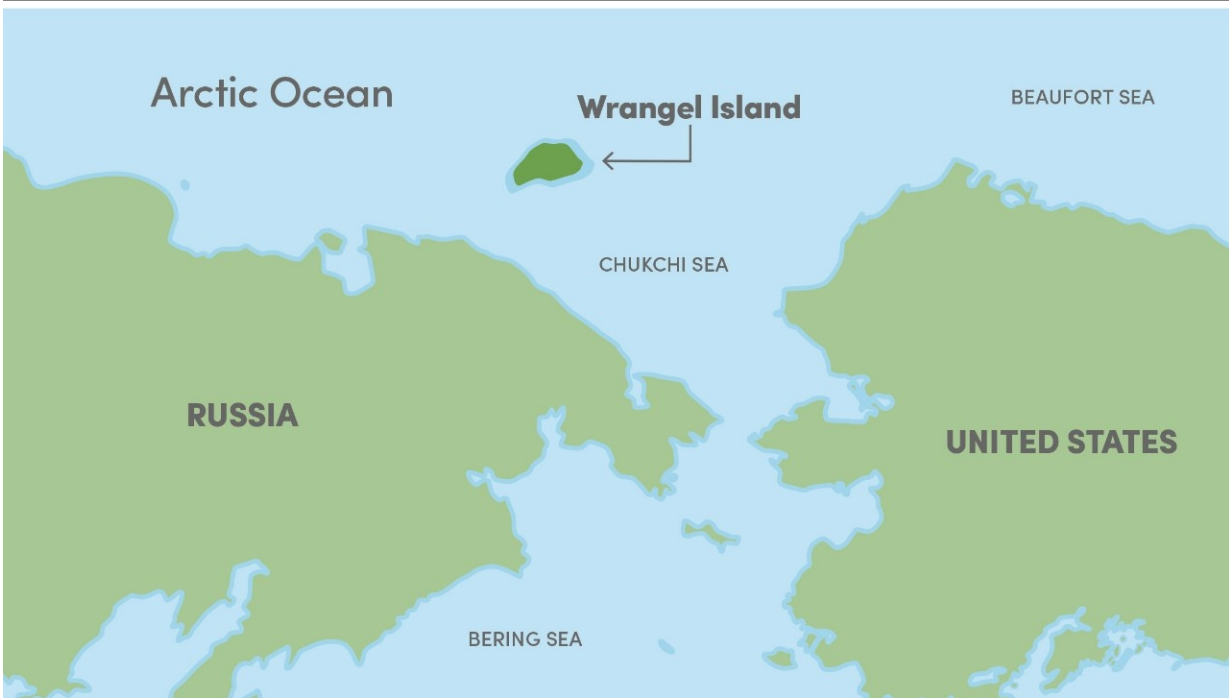 Arctic Ocean
Wrangel Island
BEAUFORT SEA
CHUKCHI SEA
RUSSIA
UNITED STATES
BERING SEA